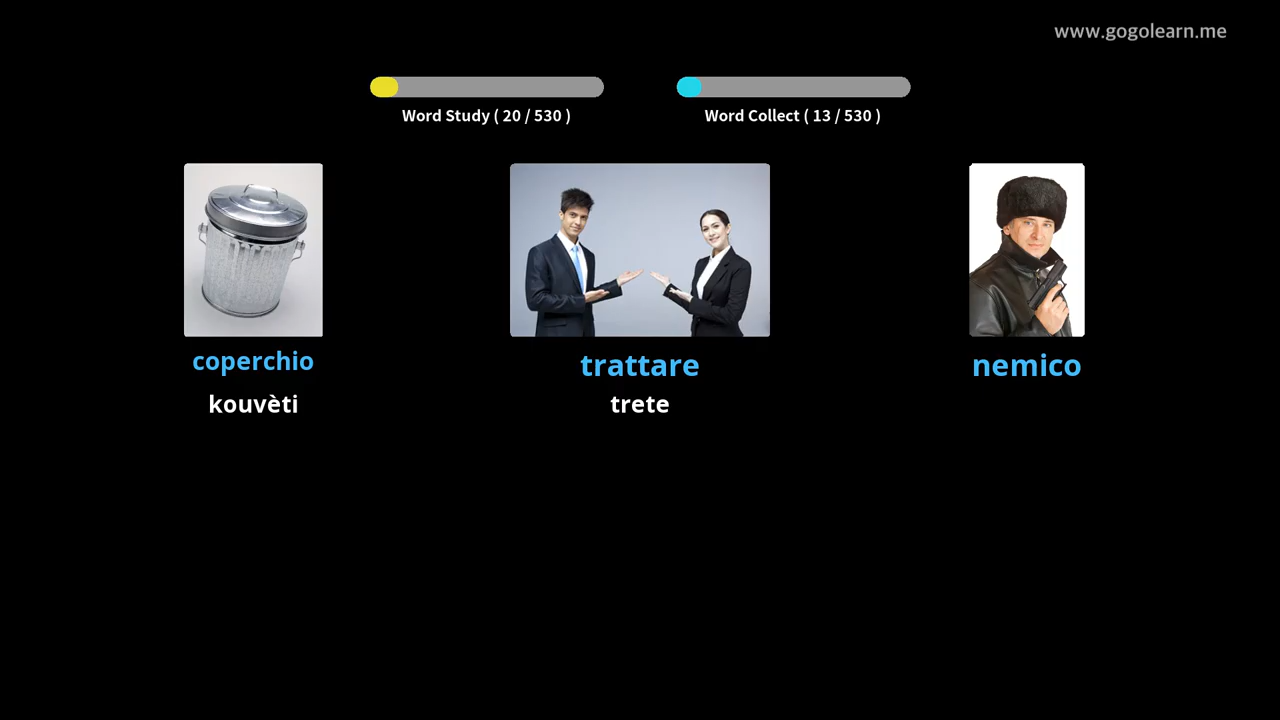 www.gogolearn.me
Word Study ( 20 / 530 )
Word Collect ( 13 / 530 )
coperchio
trattare
nemico
kouvèti
trete